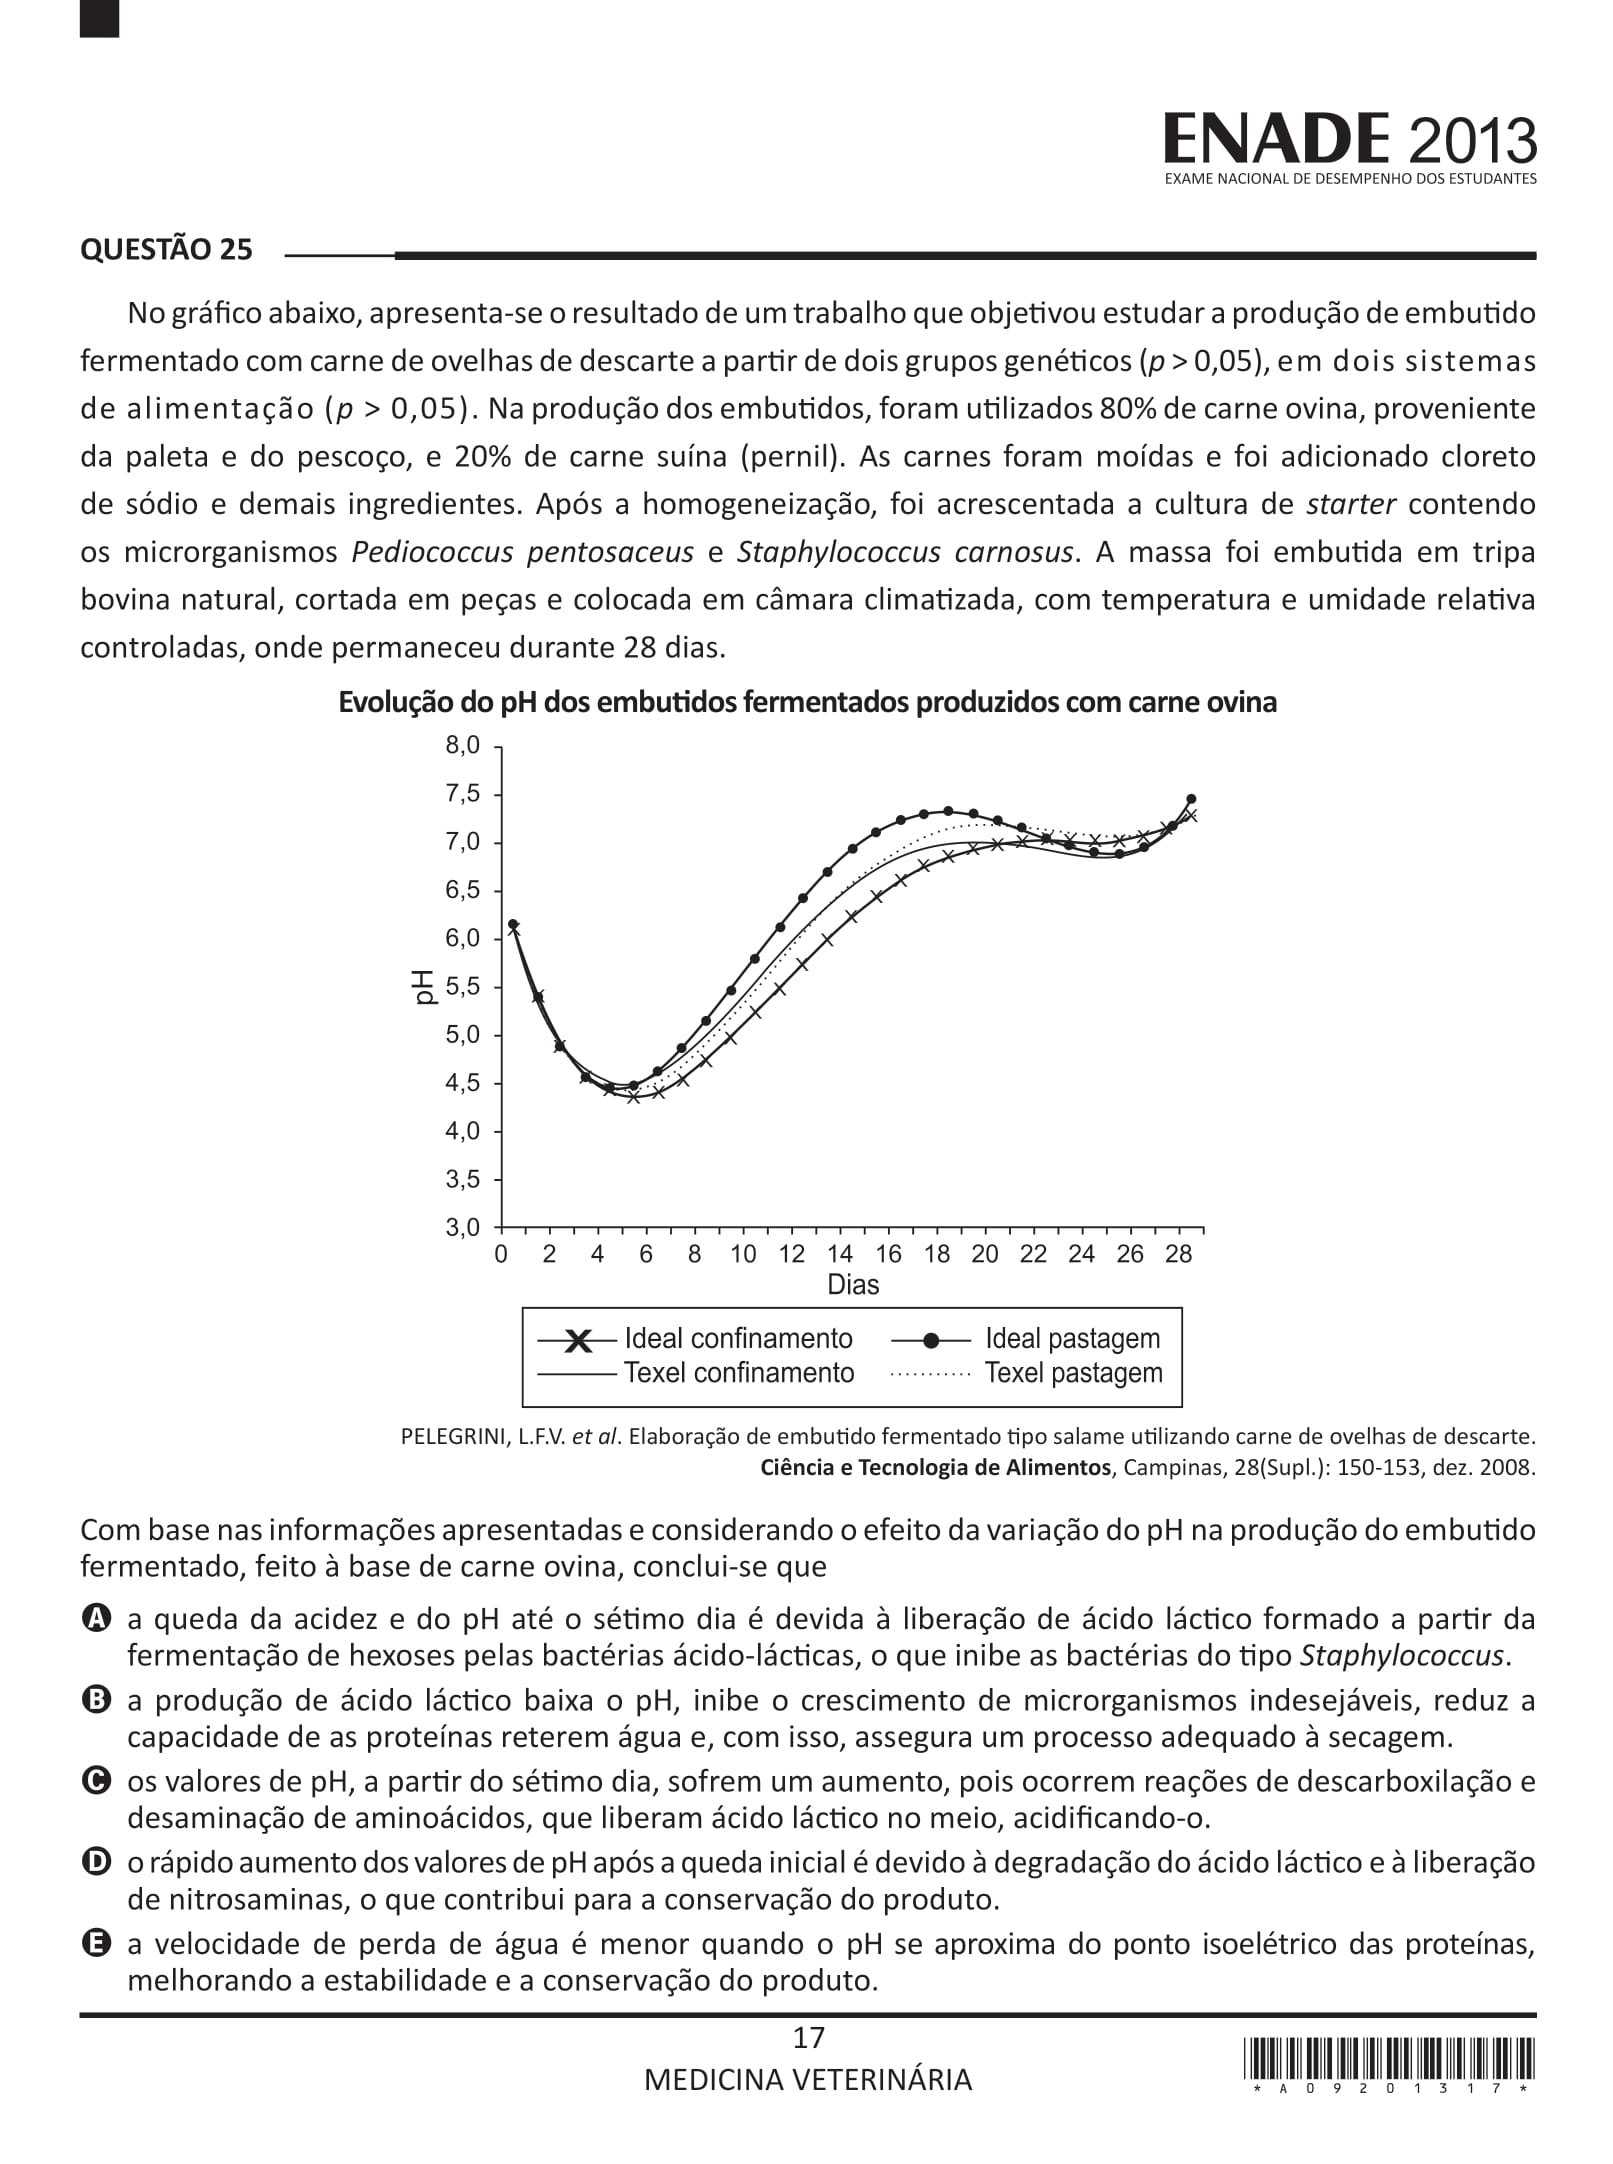 ENADE 2013
EXAME NACIONAL DE DESEMPENHO DOS ESTUDANTES
QUESTÃO 25
No gráfico abaixo, apresenta-se o resultado de um trabalho que objetivou estudar a produção de embutido
fermentado com carne de ovelhas de descarte a partir de dois grupos genéticos (p > 0,05), em dois sistemas
de alimentação (p > 0,05). Na produção dos embutidos, foram utilizados 80% de carne ovina, proveniente
da paleta e do pescoço, e 20% de carne suína (pernil). As carnes foram moídas e foi adicionado cloreto
de sódio e demais ingredientes. Após a homogeneização, foi acrescentada a cultura de starter contendo
os microrganismos Pediococcus pentosaceus e Staphylococcus carnosus. A massa foi embutida em tripa
bovina natural, cortada em peças e colocada em câmara climatizada, com temperatura e umidade relativa
controladas, onde permaneceu durante 28 dias.
Evolução do pH dos embutidos fermentados produzidos com carne ovina
8,0
7,5
7,0
6,5
6,0
5,5
5,0
4,5
4,0
3,5
3,0
pH
0 2 4 6 8 10 12 14 16 18 20 22 24 26 28
Dias
Ideal confinamento Ideal pastagem
Texel confinamento Texel pastagem
PELEGRINI, L.F.V. et al. Elaboração de embutido fermentado tipo salame utilizando carne de ovelhas de descarte.
Ciência e Tecnologia de Alimentos, Campinas, 28(Supl.): 150-153, dez. 2008.
Com base nas informações apresentadas e considerando o efeito da variação do pH na produção do embutido
fermentado, feito à base de carne ovina, conclui-se que
A a queda da acidez e do pH até o sétimo dia é devida à liberação de ácido láctico formado a partir da
fermentação de hexoses pelas bactérias ácido-lácticas, o que inibe as bactérias do tipo Staphylococcus.
B a produção de ácido láctico baixa o pH, inibe o crescimento de microrganismos indesejáveis, reduz a
capacidade de as proteínas reterem água e, com isso, assegura um processo adequado à secagem.
C os valores de pH, a partir do sétimo dia, sofrem um aumento, pois ocorrem reações de descarboxilação e
desaminação de aminoácidos, que liberam ácido láctico no meio, acidificando-o.
D o rápido aumento dos valores de pH após a queda inicial é devido à degradação do ácido láctico e à liberação
de nitrosaminas, o que contribui para a conservação do produto.
E a velocidade de perda de água é menor quando o pH se aproxima do ponto isoelétrico das proteínas,
melhorando a estabilidade e a conservação do produto.
17
MEDICINA VETERINÁRIA
* A 0 9 2 0 1 3 1 7 *